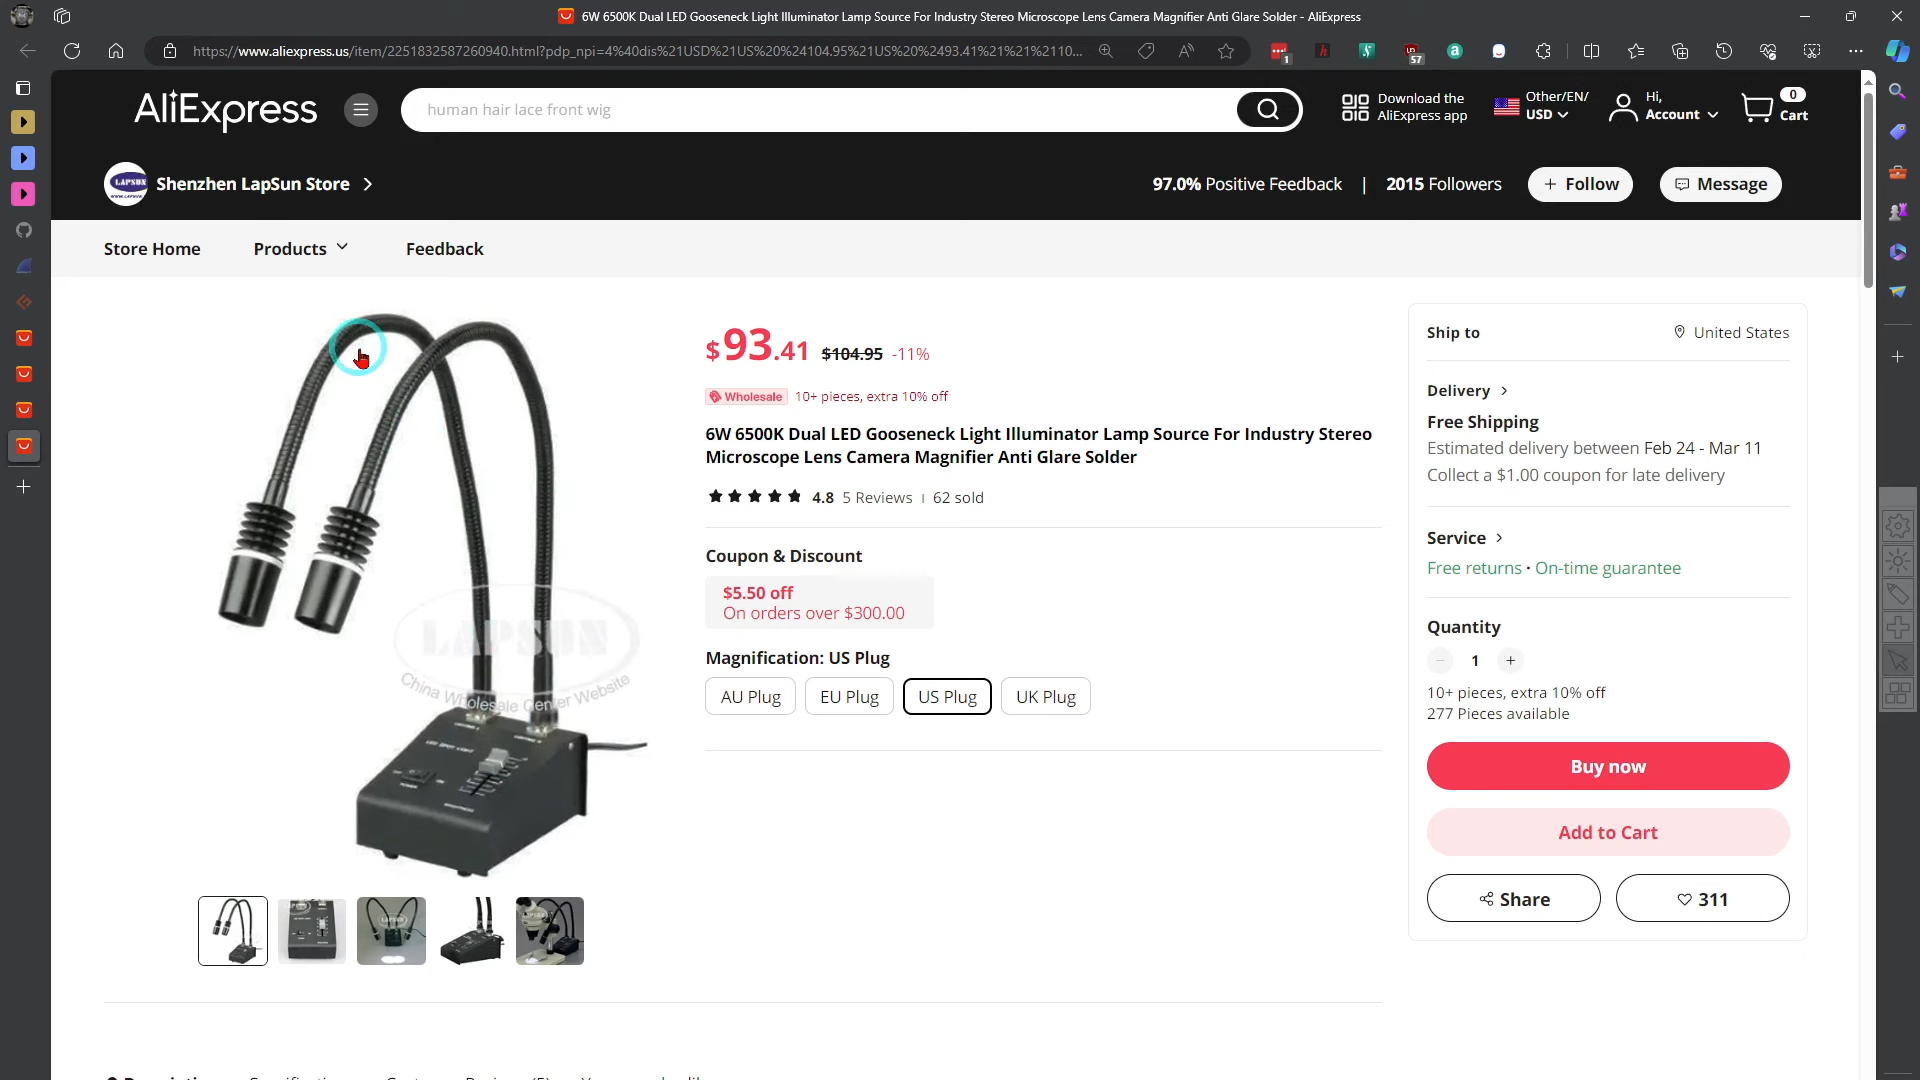 6W 6500K Dual LED Gooseneck Light Illuminator Lamp Source For Industry Stereo Microscope Lens Camera Magnifier Anti Glare Solder - AliExpress
https://www.aliexpress.us/item/2251832587260940.html?pdp_npi=4%40dis%21USD%21US%20%24104.95%21US%20%2493.41%21%21%2110...
1
57
AliExpress
human hair lace front wig
Download the
AliExpress app
Other/EN/
USD
Hi,
Account
0
Cart
LAPSUN
Shenzhen LapSun Store
97.0% Positive Feedback | 2015 Followers
+ Follow
Message
Store Home
Products
Feedback
LAPSUN
China Wholesale Center Website
LED SPOT LIGHT
POWER
BRIGHTNESS
$93.41 $104.95 -11%
Wholesale 10+ pieces, extra 10% off
6W 6500K Dual LED Gooseneck Light Illuminator Lamp Source For Industry Stereo
Microscope Lens Camera Magnifier Anti Glare Solder
4.8 5 Reviews | 62 sold
Coupon & Discount
$5.50 off
On orders over $300.00
Magnification: US Plug
AU Plug
EU Plug
US Plug
UK Plug
Ship to
United States
Delivery
Free Shipping
Estimated delivery between Feb 24 - Mar 11
Collect a $1.00 coupon for late delivery
Service
Free returns • On-time guarantee
Quantity
1
10+ pieces, extra 10% off
277 Pieces available
Buy now
Add to Cart
Share
311